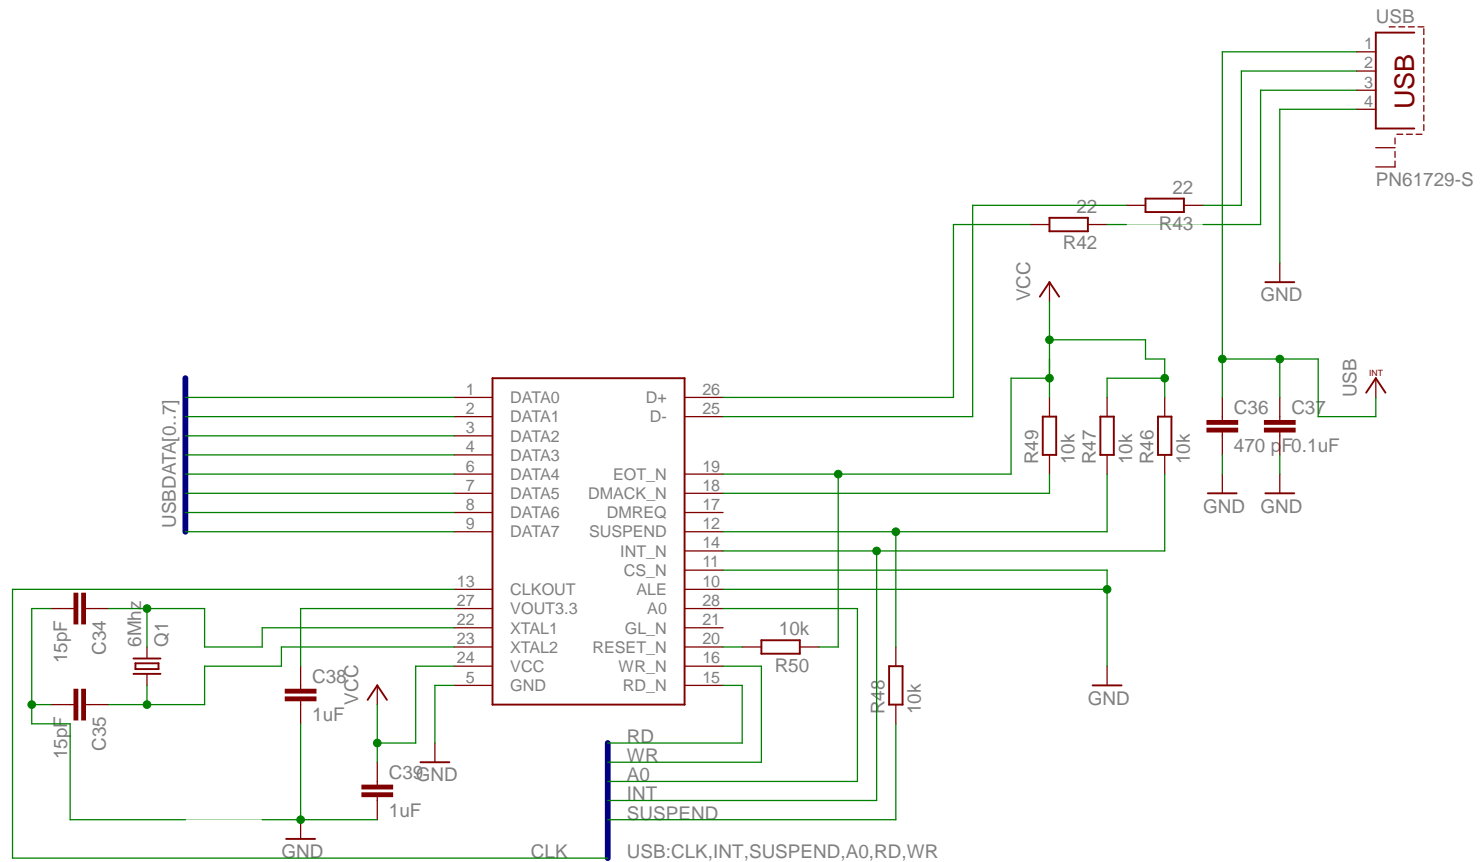 USB
1
2
3
4
USB
PN61729-S
22
R43
22
R42
GND
VCC
USB
INT
C36
470 pF
C37
0.1uF
GND
GND
R49
10k
R47
10k
R46
10k
USBDATA[0..7]
1 DATA0 D+ 26
2 DATA1 D- 25
3 DATA2
4 DATA3
6 DATA4 EOT_N 19
7 DATA5 DMACK_N 18
8 DATA6 DMREQ 17
9 DATA7 SUSPEND 12
INT_N 14
CS_N 11
13 CLKOUT ALE 10
27 VOUT3.3 A0 28
22 XTAL1 GL_N 21
23 XTAL2 RESET_N 20
24 VCC WR_N 16
5 GND RD_N 15
15pF
C34
6Mhz
Q1
15pF
C35
C38
1uF
VCC
10k
R50
R48
10k
GND
GND
C39
1uF
GND
RD
WR
A0
INT
SUSPEND
CLK
USB:CLK,INT,SUSPEND,A0,RD,WR